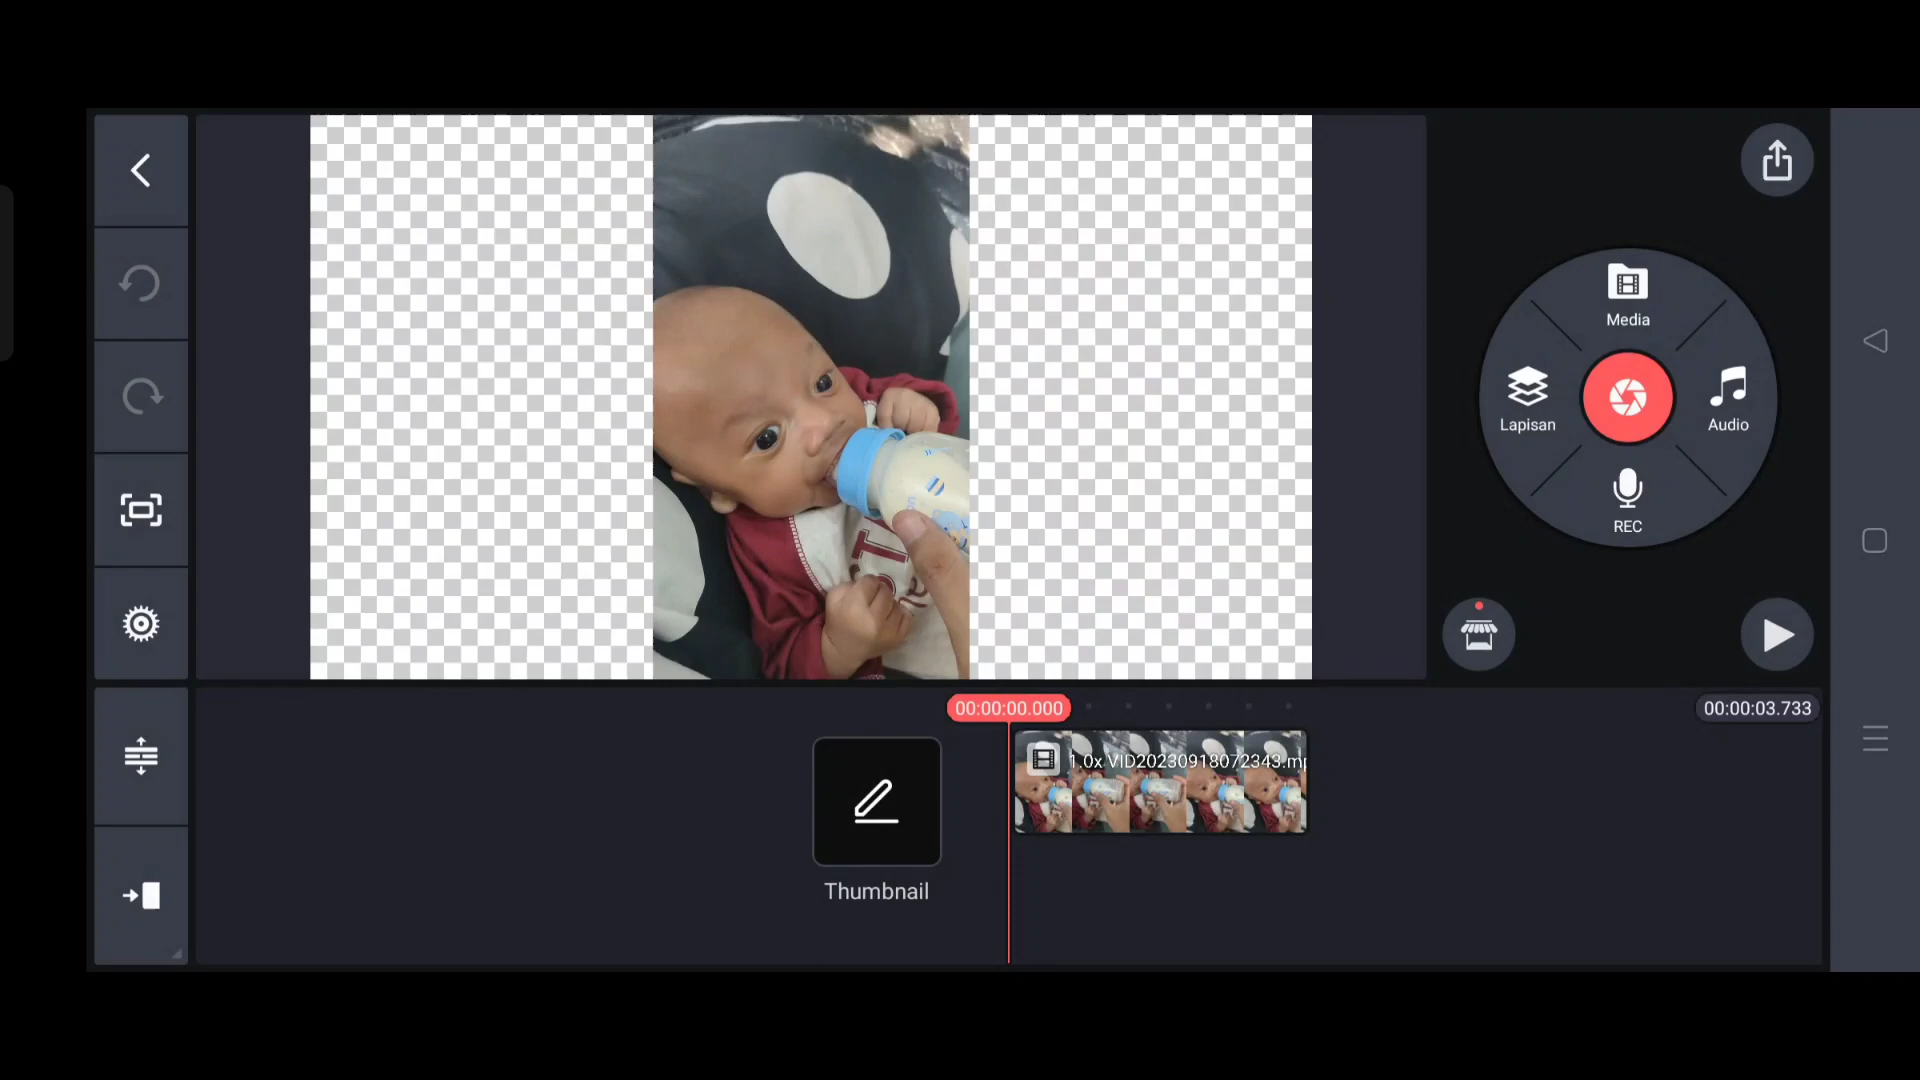 Media
Lapisan
Audio
REC
00:00:00.000
00:00:03.733
1.0x VID20230918072343.mp
Thumbnail